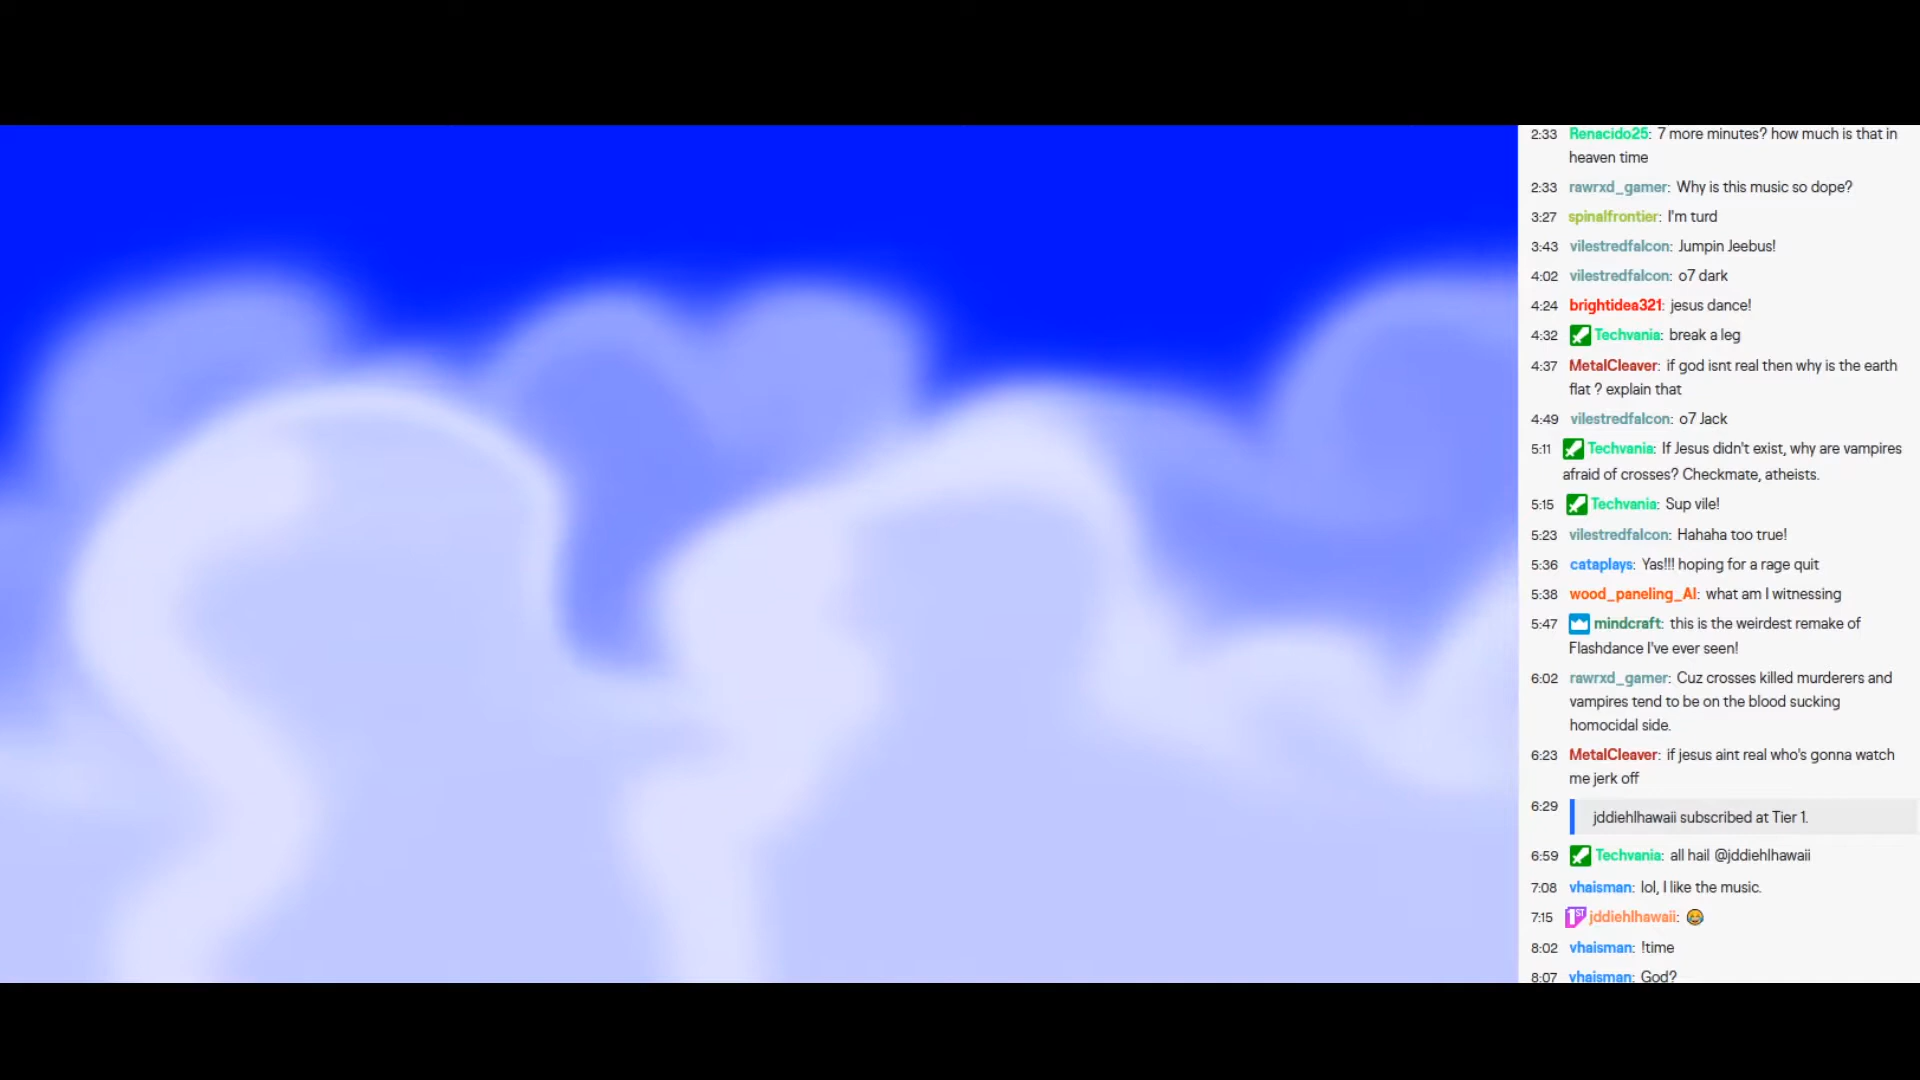 2:33 Renacido25: 7 more minutes? how much is that in
heaven time
2:33 rawrxd_gamer: Why is this music so dope?
3:27 spinalfrontier: I'm turd
3:43 vilestredfalcon: Jumpin Jeebus!
4:02 vilestredfalcon: o7 dark
4:24 brightidea321: jesus dance!
4:32 Techvania: break a leg
4:37 MetalCleaver: if god isnt real then why is the earth
flat ? explain that
4:49 vilestredfalcon: o7 Jack
5:11 Techvania: If Jesus didn't exist, why are vampires
afraid of crosses? Checkmate, atheists.
5:15 Techvania: Sup vile!
5:23 vilestredfalcon: Hahaha too true!
5:36 cataplays: Yas!!! hoping for a rage quit
5:38 wood_paneling_AI: what am I witnessing
5:47 mindcraft: this is the weirdest remake of
Flashdance I've ever seen!
6:02 rawrxd_gamer: Cuz crosses killed murderers and
vampires tend to be on the blood sucking
homocidal side.
6:23 MetalCleaver: if jesus aint real who's gonna watch
me jerk off
6:29 jddiehlhawaii subscribed at Tier 1.
6:59 Techvania: all hail @jddiehlhawaii
7:08 vhaisman: lol, I like the music.
7:15 1ST jddiehlhawaii: 😂
8:02 vhaisman: !time
8:07 vhaisman: God?